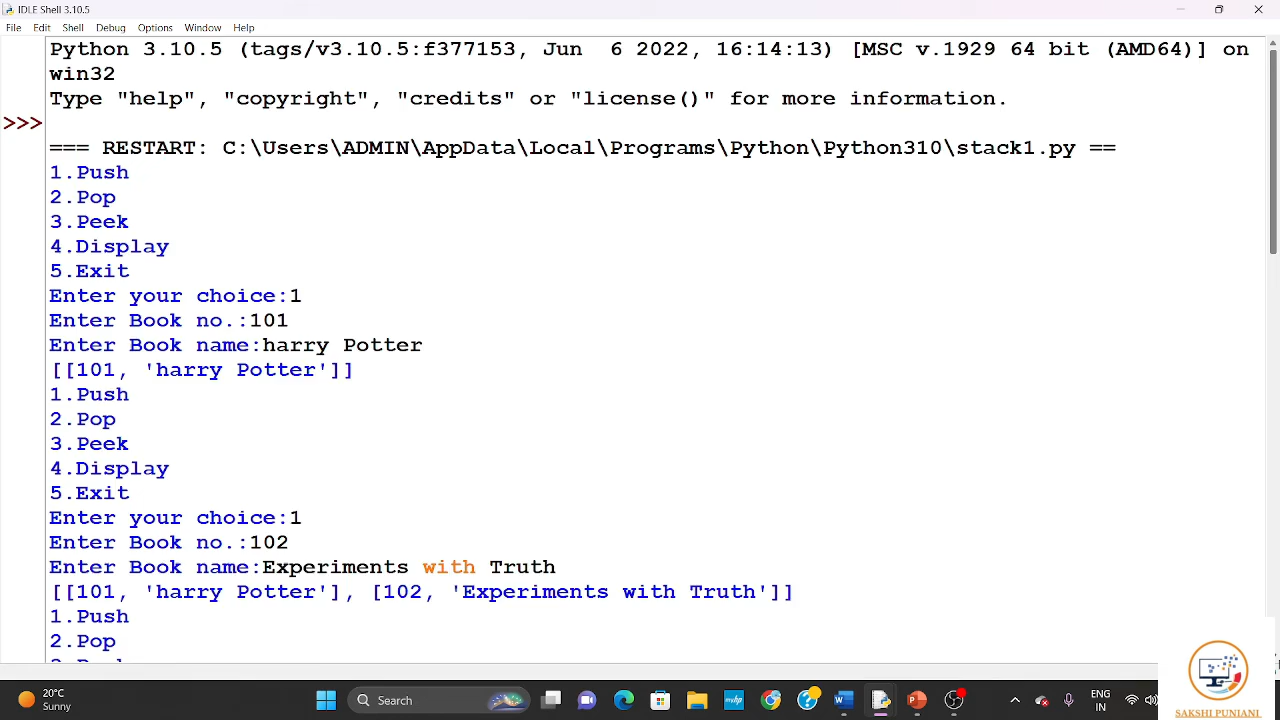 IDLE Shell 3.10.5
File Edit Shell Debug Options Window Help
Python 3.10.5 (tags/v3.10.5:f377153, Jun  6 2022, 16:14:13) [MSC v.1929 64 bit (AMD64)] on
win32
Type "help", "copyright", "credits" or "license()" for more information.
>>>
=== RESTART: C:\Users\ADMIN\AppData\Local\Programs\Python\Python310\stack1.py ==
1.Push
2.Pop
3.Peek
4.Display
5.Exit
Enter your choice:1
Enter Book no.:101
Enter Book name:harry Potter
[[101, 'harry Potter']]
1.Push
2.Pop
3.Peek
4.Display
5.Exit
Enter your choice:1
Enter Book no.:102
Enter Book name:Experiments with Truth
[[101, 'harry Potter'], [102, 'Experiments with Truth']]
1.Push
2.Pop
20°C
Sunny
Search
ENG
IN
SAKSHI PUNIANI